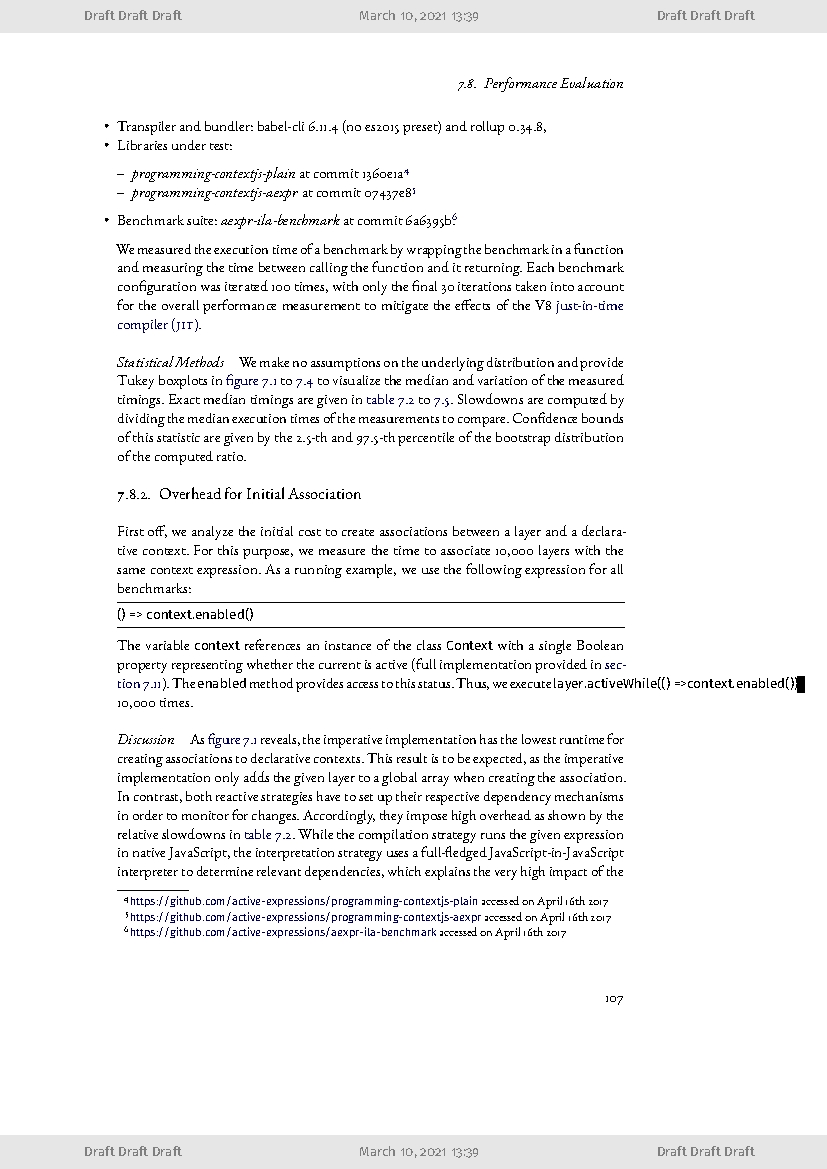 Draft Draft Draft March 10, 2021 13:39 Draft Draft Draft
7.8. Performance Evaluation
• Transpiler and bundler: babel-cli 6.11.4 (no es2015 preset) and rollup 0.34.8,
• Libraries under test:
– programming-contextjs-plain at commit 1360e1a⁴
– programming-contextjs-aexpr at commit 07437e8⁵
• Benchmark suite: aexpr-ila-benchmark at commit 6a6395b⁶.
We measured the execution time of a benchmark by wrapping the benchmark in a function
and measuring the time between calling the function and it returning. Each benchmark
configuration was iterated 100 times, with only the final 30 iterations taken into account
for the overall performance measurement to mitigate the effects of the V8 just-in-time
compiler (JIT).
Statistical Methods We make no assumptions on the underlying distribution and provide
Tukey boxplots in figure 7.1 to 7.4 to visualize the median and variation of the measured
timings. Exact median timings are given in table 7.2 to 7.5. Slowdowns are computed by
dividing the median execution times of the measurements to compare. Confidence bounds
of this statistic are given by the 2.5-th and 97.5-th percentile of the bootstrap distribution
of the computed ratio.
7.8.2. Overhead for Initial Association
First off, we analyze the initial cost to create associations between a layer and a declara-
tive context. For this purpose, we measure the time to associate 10,000 layers with the
same context expression. As a running example, we use the following expression for all
benchmarks:
() => context.enabled()
The variable context references an instance of the class Context with a single Boolean
property representing whether the current is active (full implementation provided in sec-
tion 7.11). The enabled method provides access to this status. Thus, we execute layer.activeWhile(() =>context.enabled())
10,000 times.
Discussion As figure 7.1 reveals, the imperative implementation has the lowest runtime for
creating associations to declarative contexts. This result is to be expected, as the imperative
implementation only adds the given layer to a global array when creating the association.
In contrast, both reactive strategies have to set up their respective dependency mechanisms
in order to monitor for changes. Accordingly, they impose high overhead as shown by the
relative slowdowns in table 7.2. While the compilation strategy runs the given expression
in native JavaScript, the interpretation strategy uses a full-fledged JavaScript-in-JavaScript
interpreter to determine relevant dependencies, which explains the very high impact of the
⁴https://github.com/active-expressions/programming-contextjs-plain accessed on April 16th 2017
⁵https://github.com/active-expressions/programming-contextjs-aexpr accessed on April 16th 2017
⁶https://github.com/active-expressions/aexpr-ila-benchmark accessed on April 16th 2017
107
Draft Draft Draft March 10, 2021 13:39 Draft Draft Draft